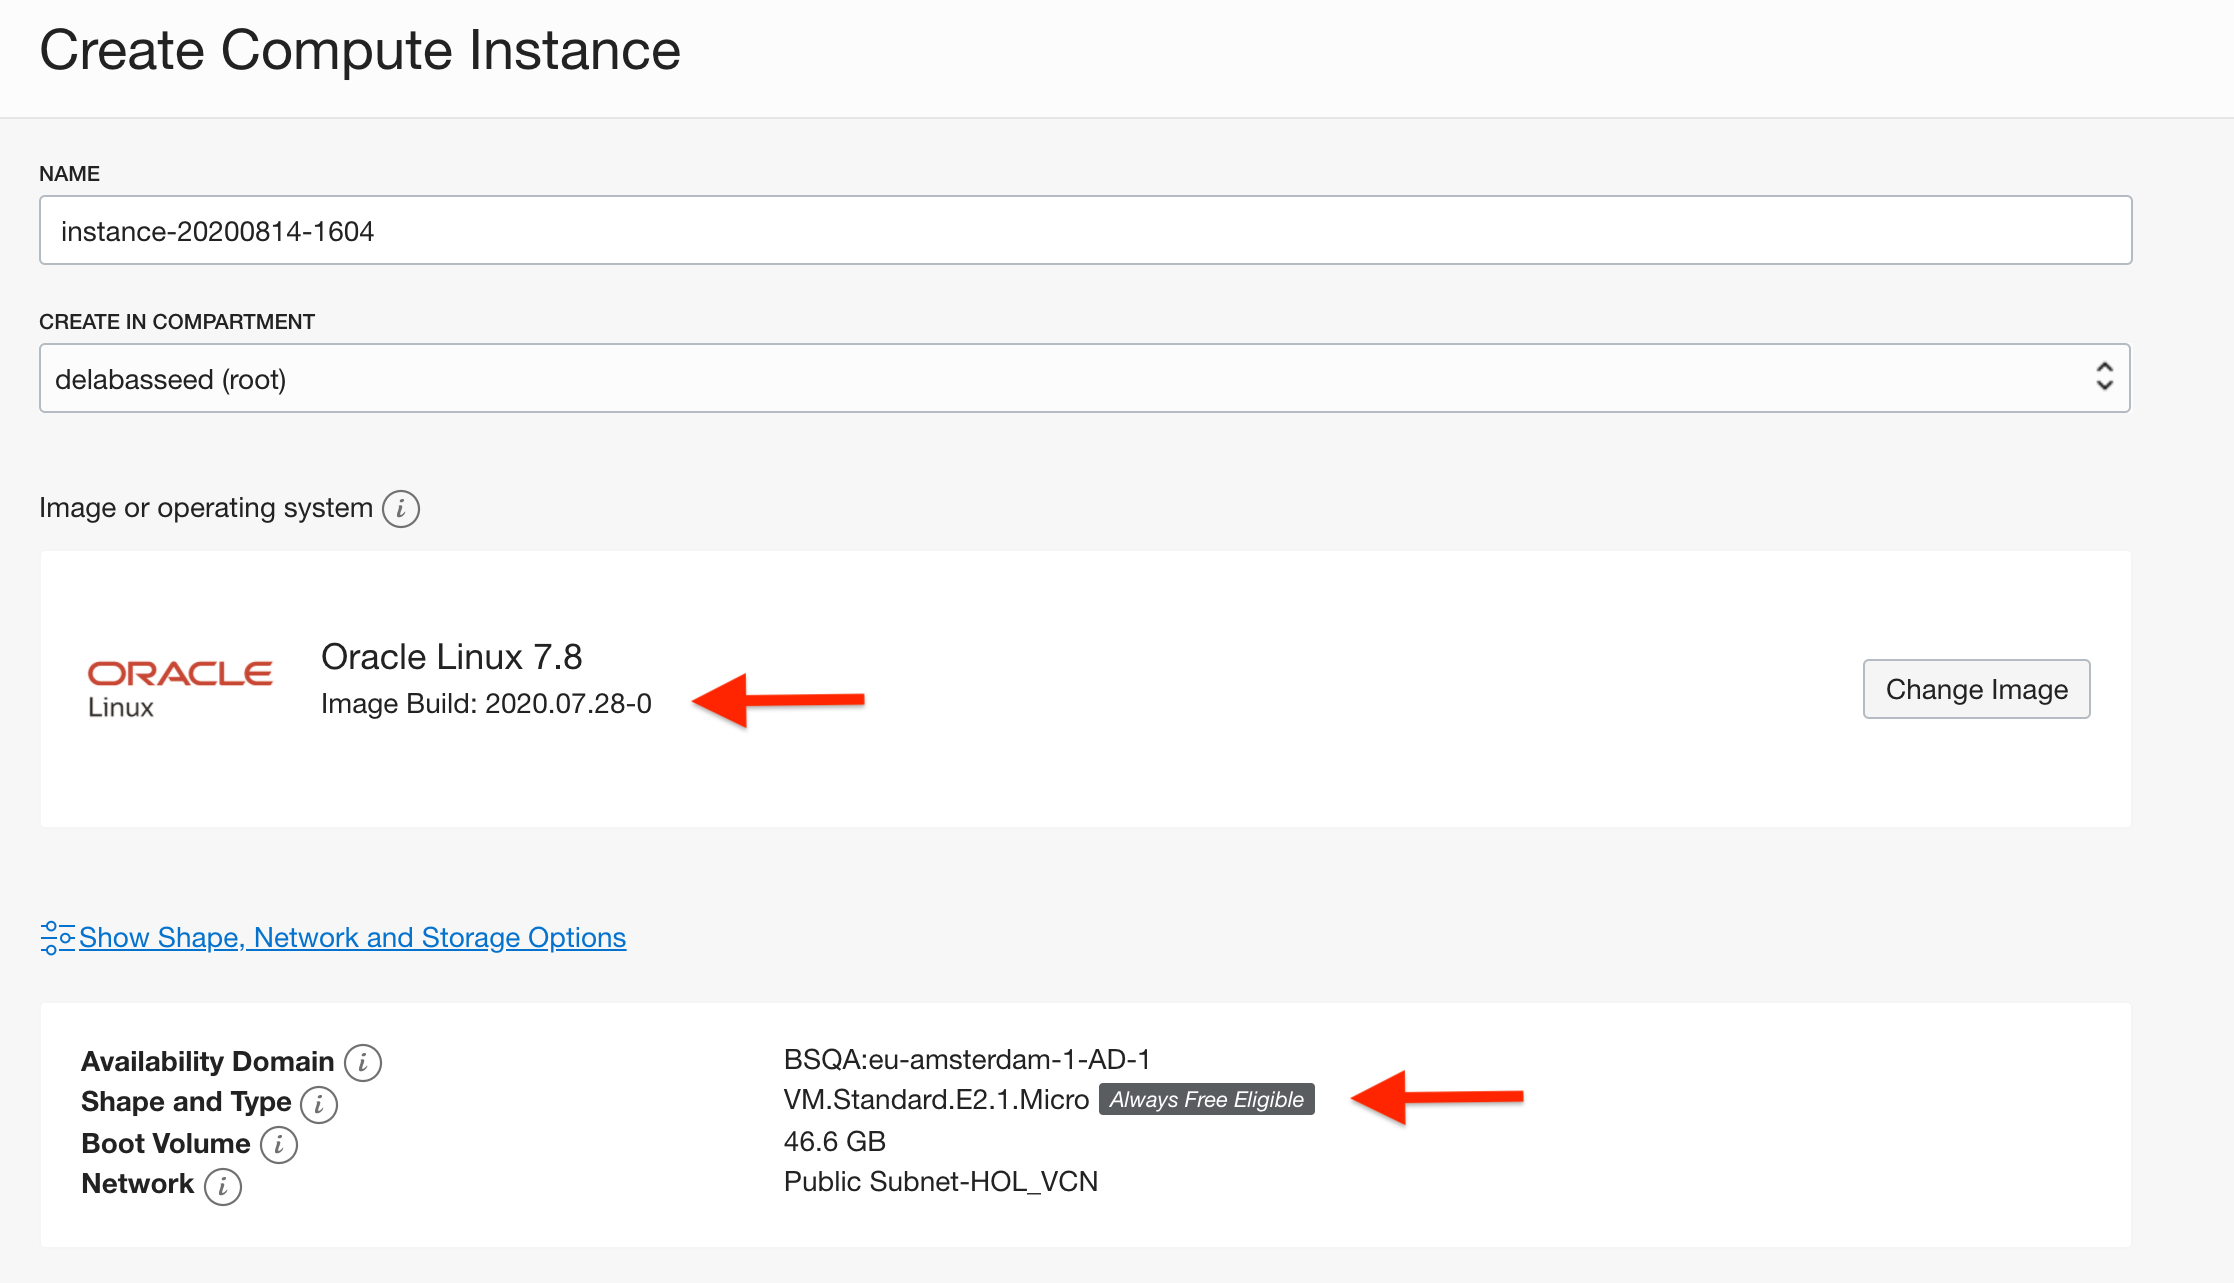 Create Compute Instance
NAME
instance-20200814-1604
CREATE IN COMPARTMENT
delabasseed (root)
Image or operating system i
ORACLE
Linux
Oracle Linux 7.8
Image Build: 2020.07.28-0
Change Image
Show Shape, Network and Storage Options
Availability Domain i BSQA:eu-amsterdam-1-AD-1
Shape and Type i VM.Standard.E2.1.Micro Always Free Eligible
Boot Volume i 46.6 GB
Network i Public Subnet-HOL_VCN